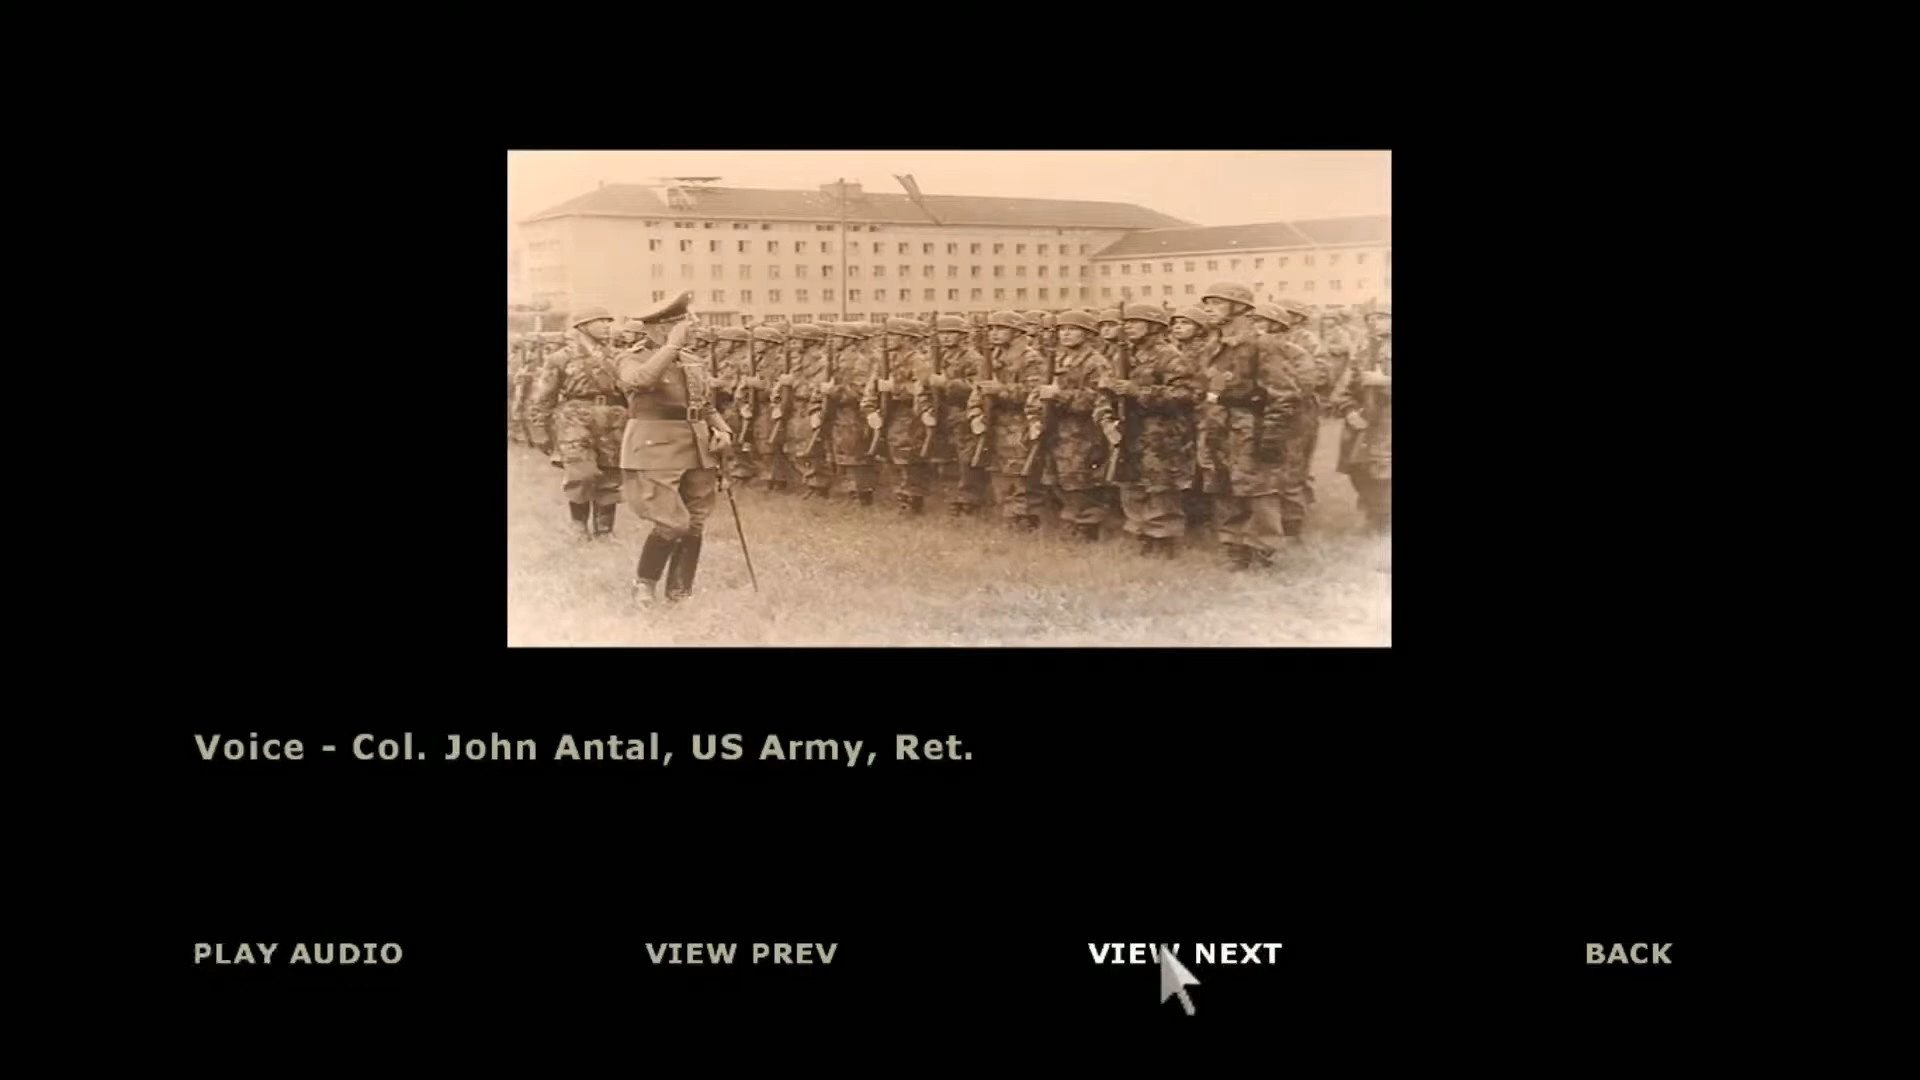 Voice - Col. John Antal, US Army, Ret.
PLAY AUDIO VIEW PREV VIEW NEXT BACK